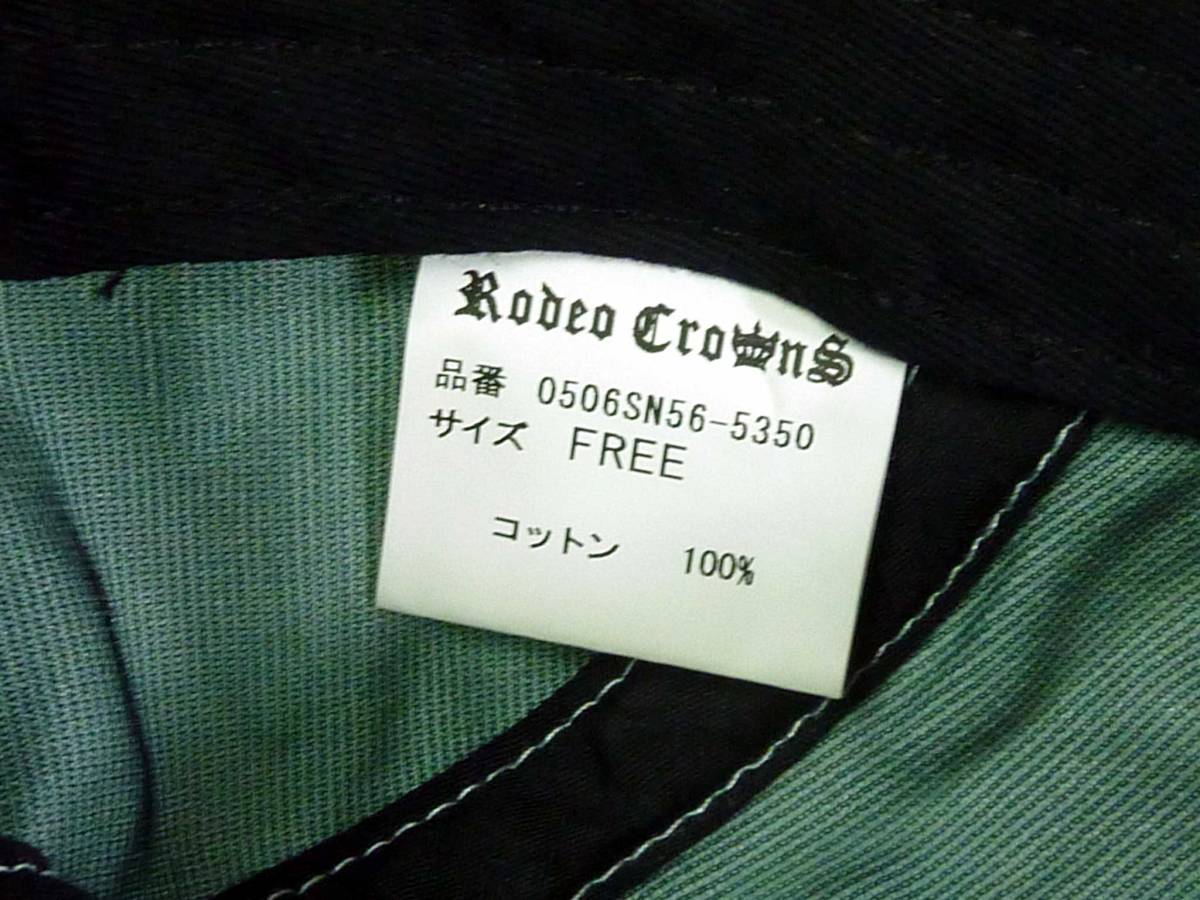 Rodeo CrownS
品番 0506SN56-5350
サイズ FREE
コットン 100%